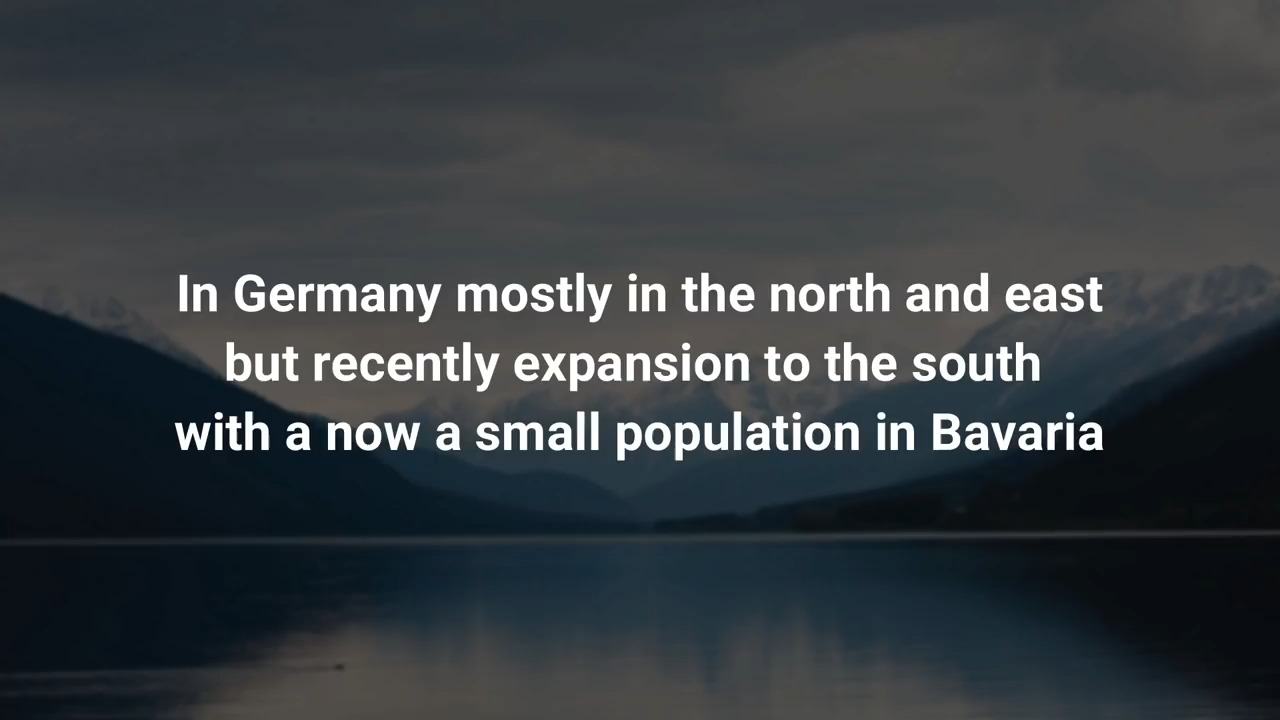 In Germany mostly in the north and east
but recently expansion to the south
with a now a small population in Bavaria